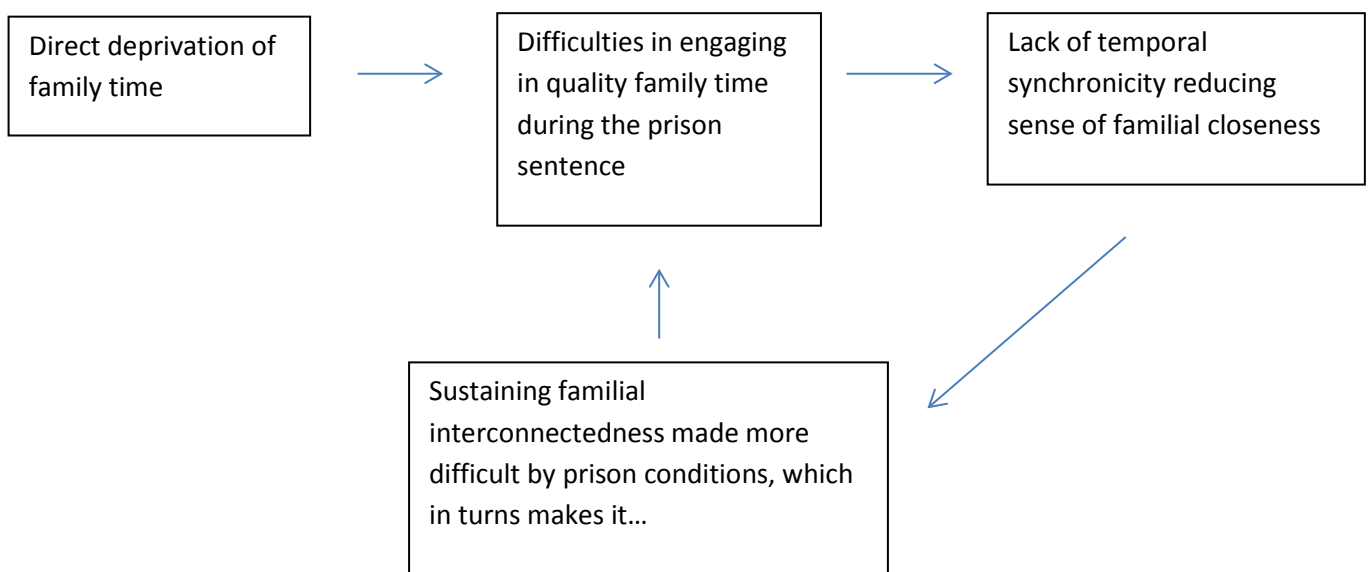 Direct deprivation of
family time
Difficulties in engaging
in quality family time
during the prison
sentence
Lack of temporal
synchronicity reducing
sense of familial closeness
Sustaining familial
interconnectedness made more
difficult by prison conditions, which
in turns makes it…